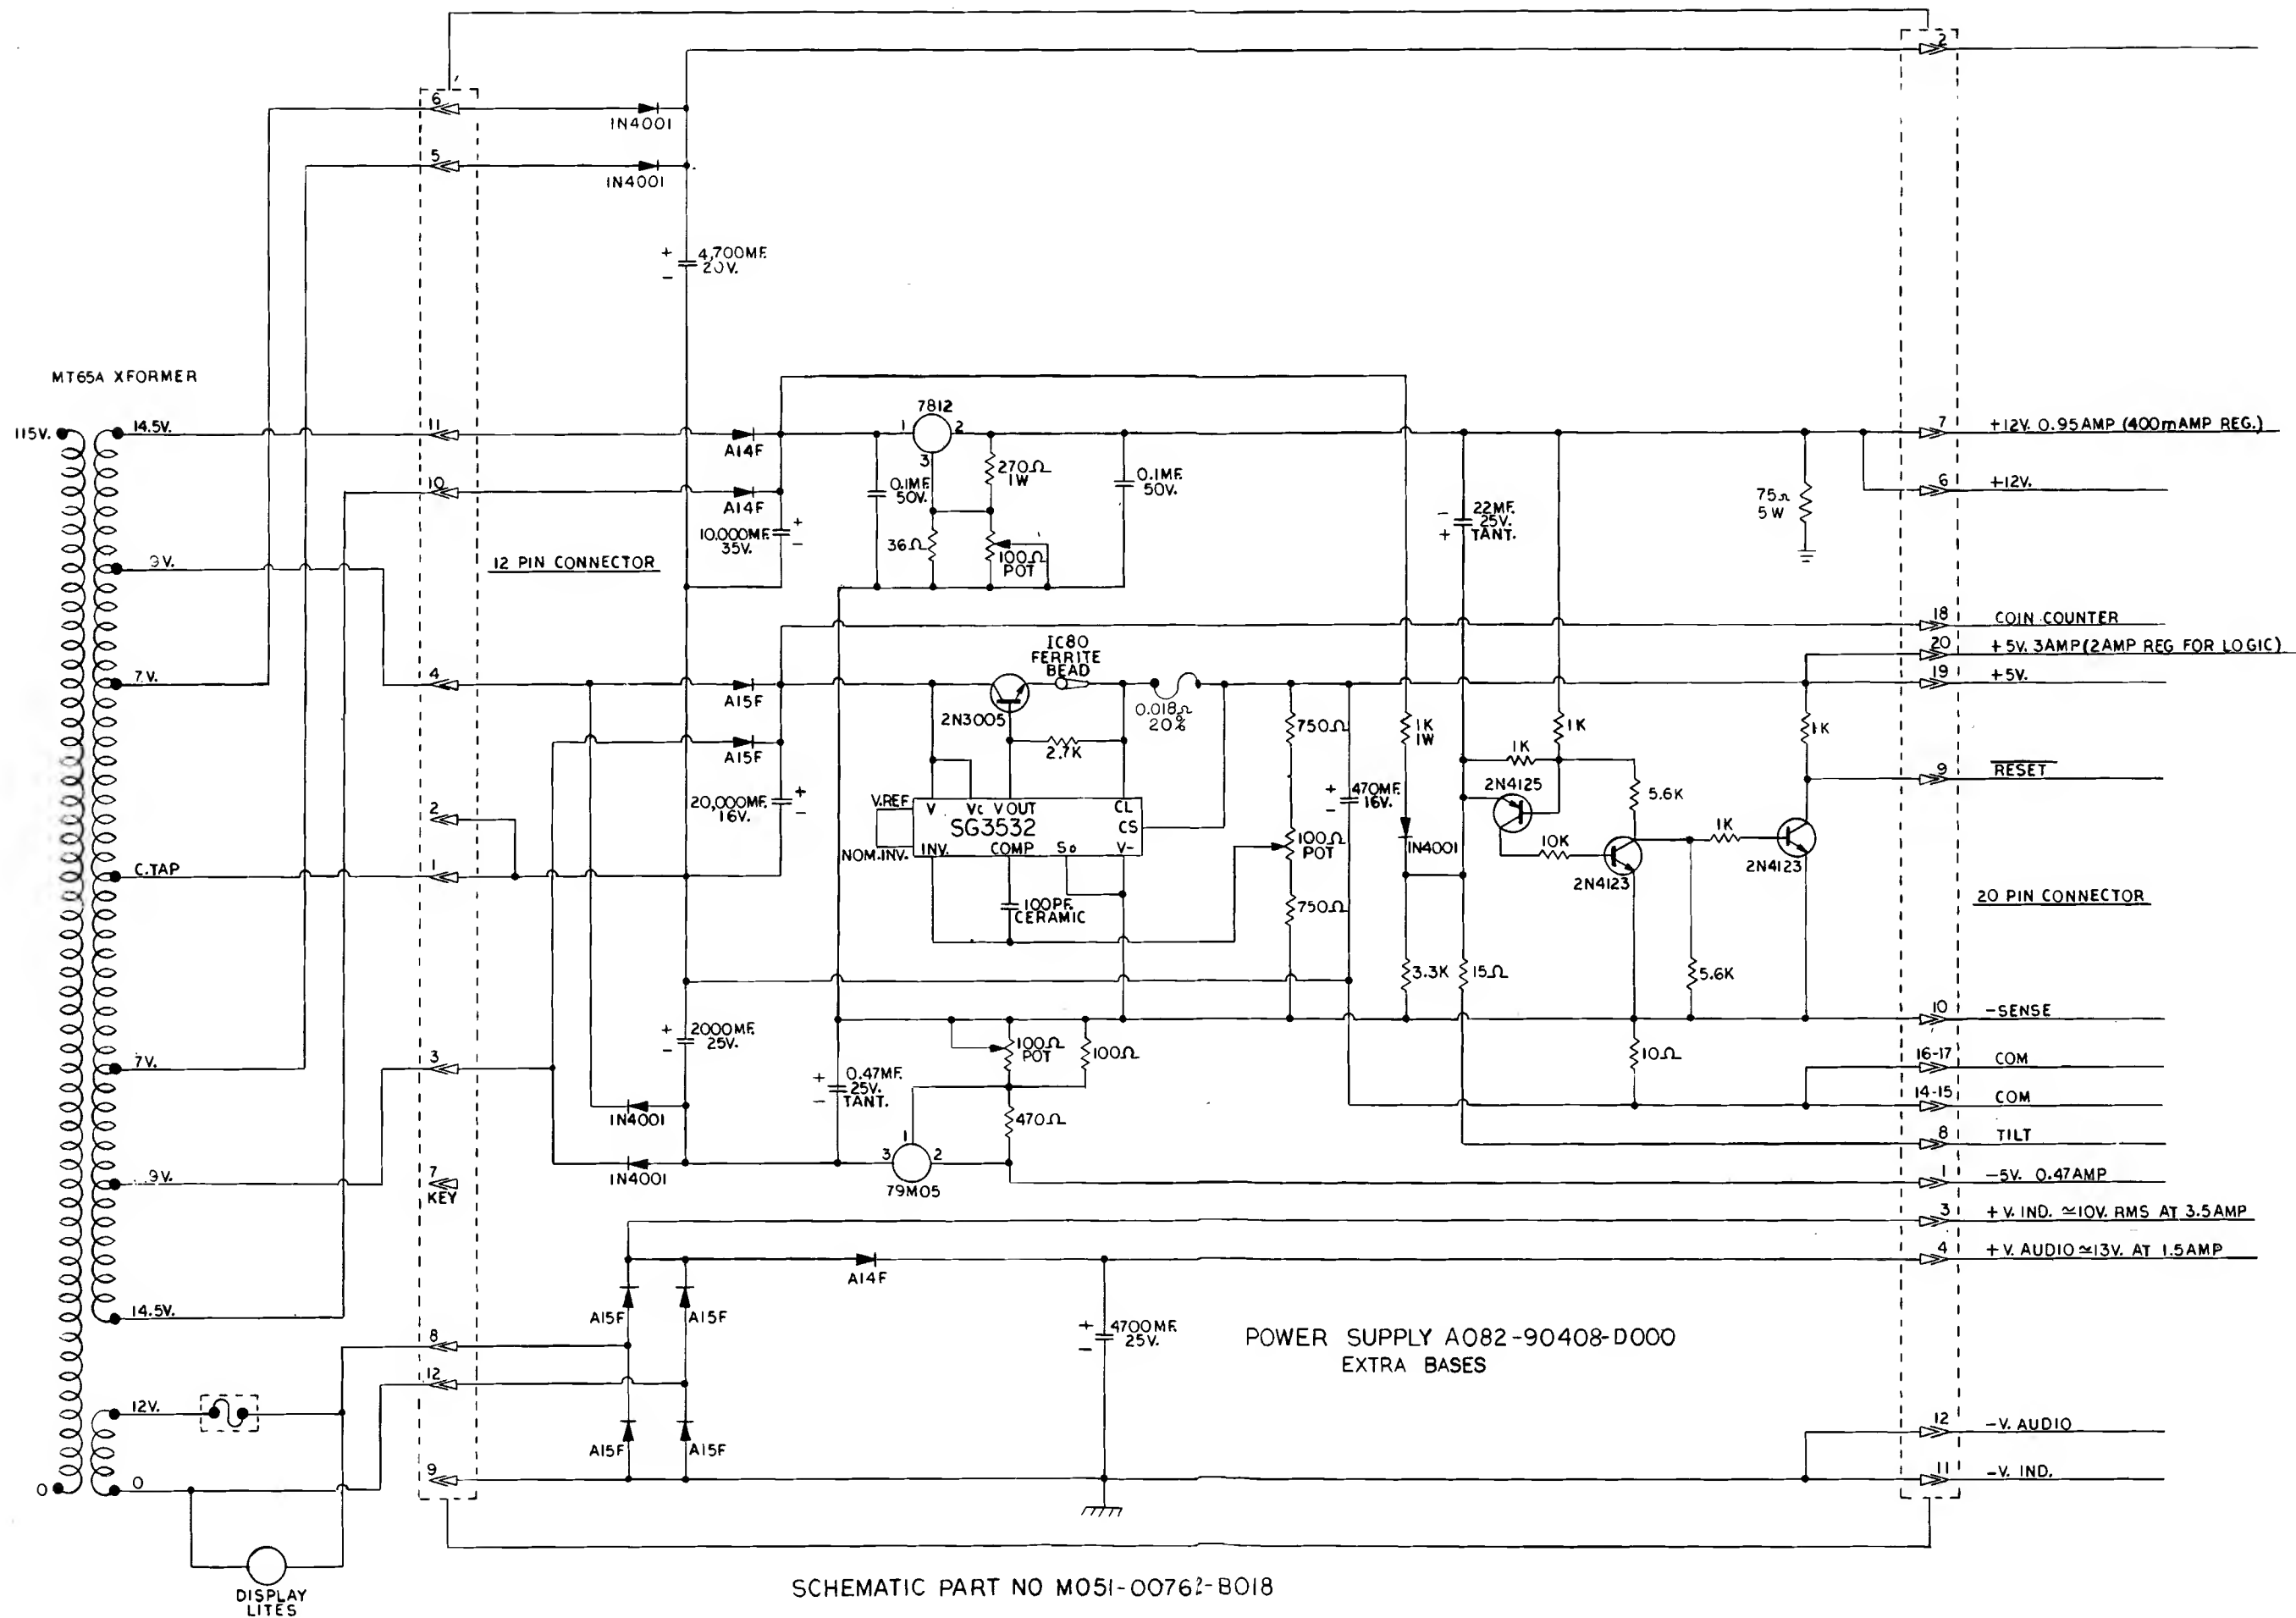 2
6
1N4001
5
1N4001
+ 4,700MF.
- 20V.
MT65A XFORMER
115V.
14.5V.
11
A14F
7812
1
2
3
270Ω
1W
0.1MF.
50V.
0.1MF.
50V.
7
+12V. 0.95AMP (400mAMP REG.)
10
A14F
10,000MF.
35V.
+
-
36Ω
100Ω
POT
- 22MF.
25V.
+ TANT.
75Ω
5W
6
+12V.
9V.
12 PIN CONNECTOR
18
COIN COUNTER
IC80
FERRITE
BEAD
20
+5V. 3AMP(2AMP REG FOR LOGIC)
7V.
4
A15F
2N3005
0.018Ω
20%
19
+5V.
750Ω
1K
1W
1K
1K
2.7K
A15F
1K
9
RESET
20,000MF.
16V.
+
-
V.REF.
V
Vc
V OUT
CL
SG3532
CS
NOM.INV.
INV.
COMP
So
V-
+ 470MF.
- 16V.
2N4125
5.6K
2
100Ω
POT
1N4001
10K
1K
2N4123
2N4123
C.TAP
1
100PF.
CERAMIC
750Ω
20 PIN CONNECTOR
3.3K
15Ω
5.6K
10
-SENSE
+ 2000MF.
- 25V.
100Ω
POT
100Ω
10Ω
16-17
COM
7V.
3
+ 0.47MF.
25V.
- TANT.
14-15
COM
1N4001
470Ω
8
TILT
1
3
2
79M05
1N4001
9V.
7
KEY
1
-5V. 0.47AMP
3
+V. IND. ≃10V. RMS AT 3.5AMP
4
+V. AUDIO ≃13V. AT 1.5AMP
A14F
14.5V.
A15F
A15F
8
+ 4700MF.
- 25V.
POWER SUPPLY A082-90408-D000
EXTRA BASES
12
12V.
A15F
A15F
12
-V. AUDIO
9
11
-V. IND.
0
0
DISPLAY
LITES
SCHEMATIC PART NO M051-00762-B018